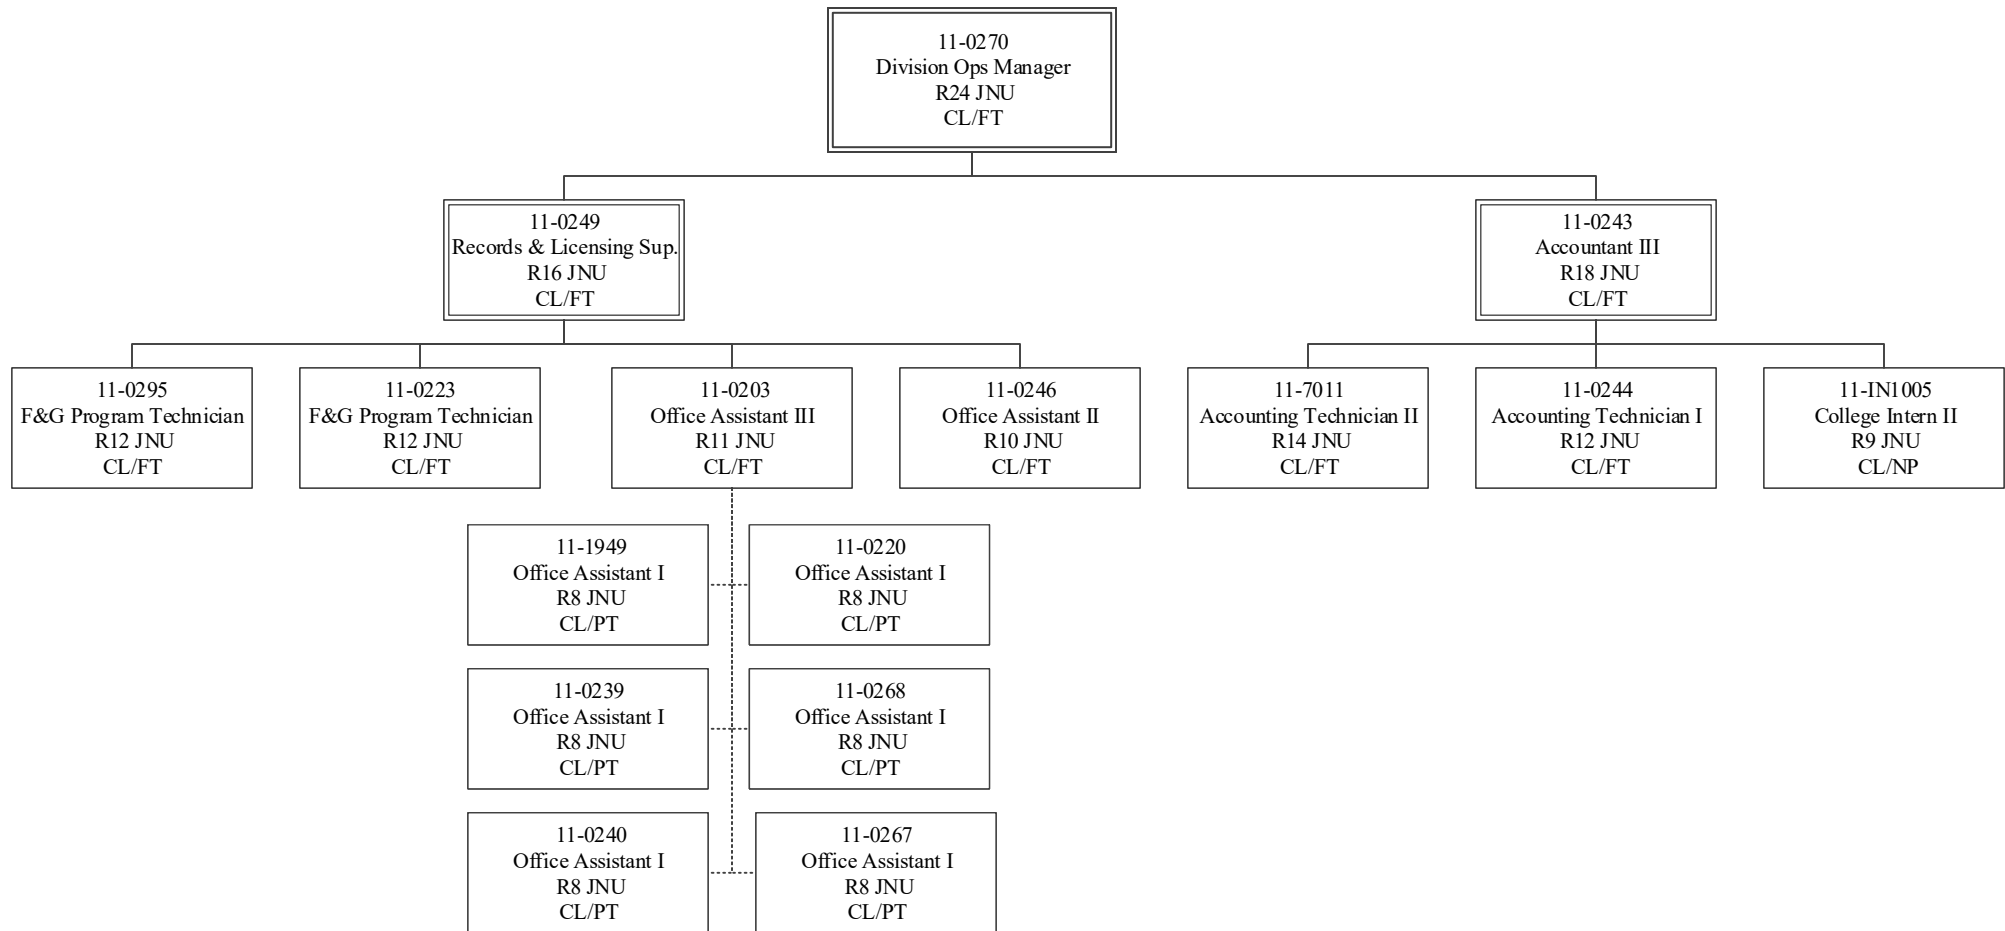 11-0270
Division Ops Manager
R24 JNU
CL/FT
11-0249
Records & Licensing Sup.
R16 JNU
CL/FT
11-0243
Accountant III
R18 JNU
CL/FT
11-0295
F&G Program Technician
R12 JNU
CL/FT
11-0223
F&G Program Technician
R12 JNU
CL/FT
11-0203
Office Assistant III
R11 JNU
CL/FT
11-0246
Office Assistant II
R10 JNU
CL/FT
11-7011
Accounting Technician II
R14 JNU
CL/FT
11-0244
Accounting Technician I
R12 JNU
CL/FT
11-IN1005
College Intern II
R9 JNU
CL/NP
11-1949
Office Assistant I
R8 JNU
CL/PT
11-0220
Office Assistant I
R8 JNU
CL/PT
11-0239
Office Assistant I
R8 JNU
CL/PT
11-0268
Office Assistant I
R8 JNU
CL/PT
11-0240
Office Assistant I
R8 JNU
CL/PT
11-0267
Office Assistant I
R8 JNU
CL/PT